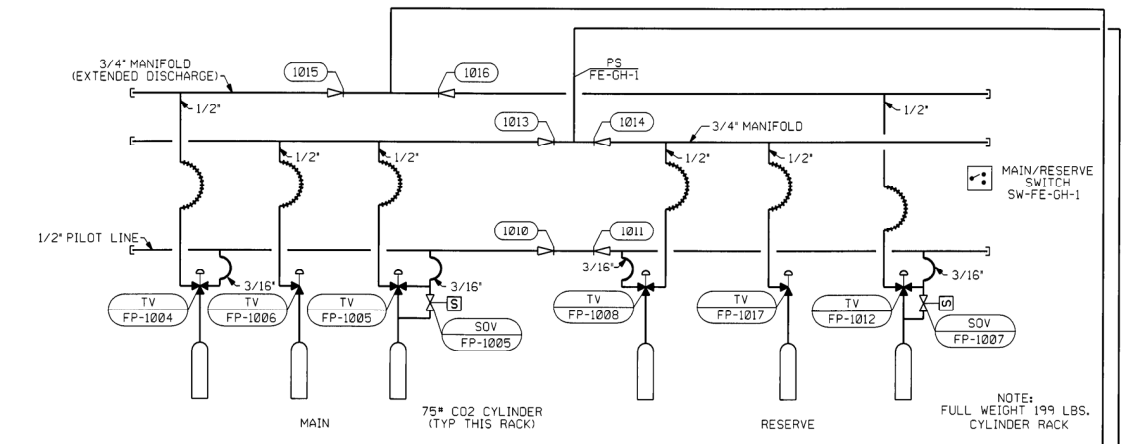 3/4" MANIFOLD
(EXTENDED DISCHARGE)
1015
1016
PS
FE-GH-1
1/2"
1/2"
1013
1014
3/4" MANIFOLD
1/2"
1/2"
1/2"
1/2"
MAIN/RESERVE
SWITCH
SW-FE-GH-1
1/2" PILOT LINE
1010
1011
3/16"
3/16"
3/16"
3/16"
TV
FP-1004
TV
FP-1006
TV
FP-1005
S
SOV
FP-1005
TV
FP-1008
TV
FP-1017
TV
FP-1012
S
SOV
FP-1007
MAIN
75# CO2 CYLINDER
(TYP THIS RACK)
RESERVE
NOTE:
FULL WEIGHT 199 LBS.
CYLINDER RACK